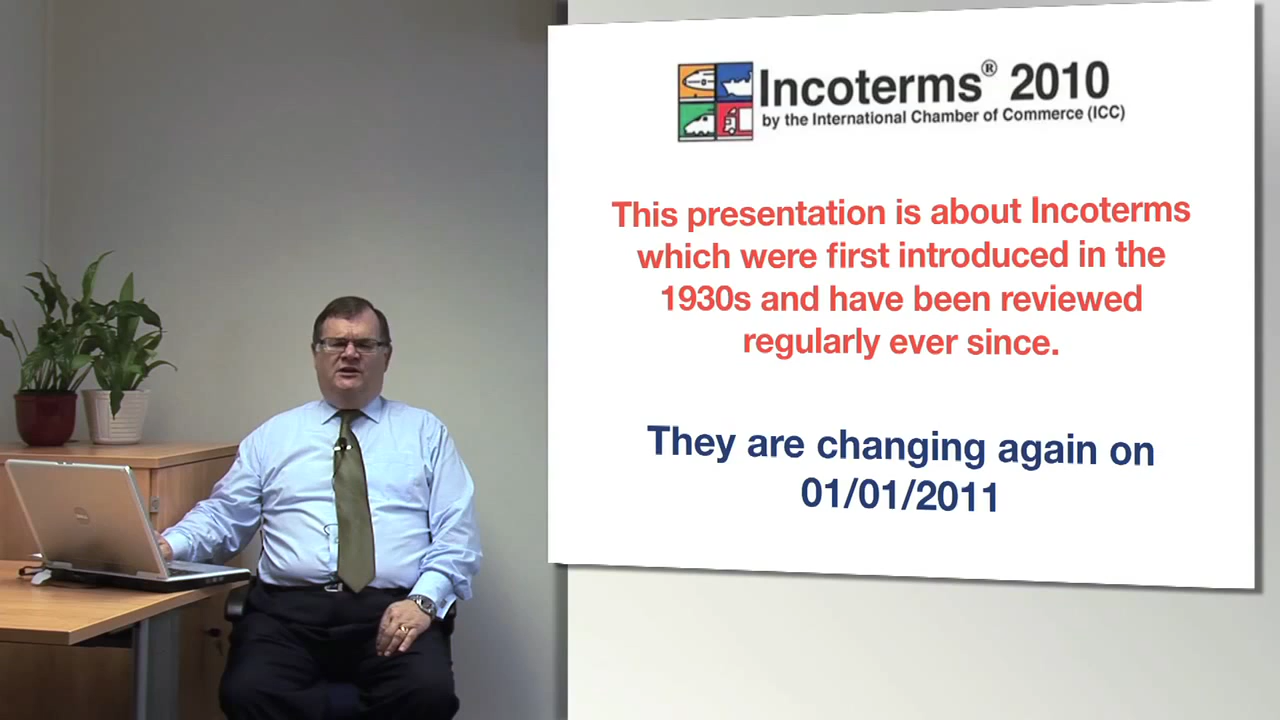 Incoterms® 2010
by the International Chamber of Commerce (ICC)
This presentation is about Incoterms
which were first introduced in the
1930s and have been reviewed
regularly ever since.
They are changing again on
01/01/2011